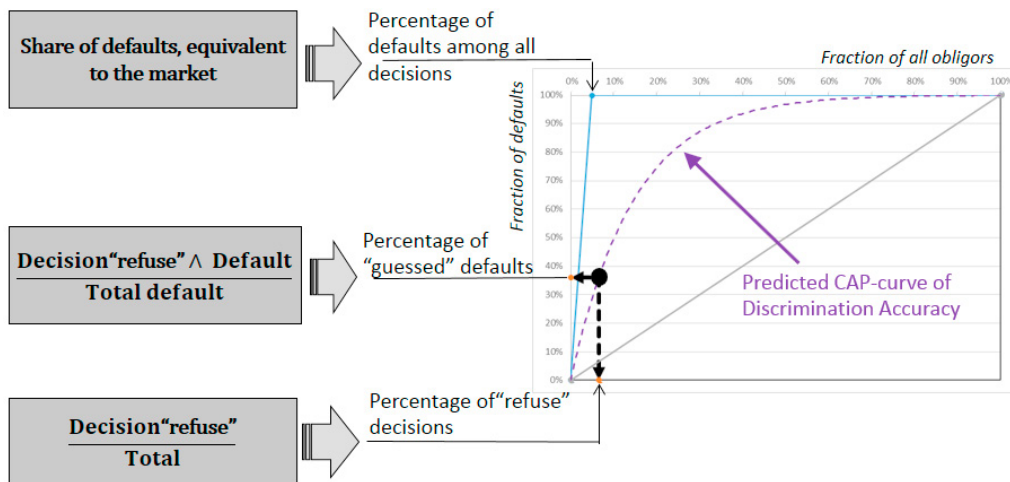 Share of defaults, equivalent
to the market
Percentage of
defaults among all
decisions
Fraction of all obligors
0% 10% 20% 30% 40% 50% 60% 70% 80% 90% 100%
Fraction of defaults
100%
90%
80%
70%
60%
50%
40%
30%
20%
10%
0%
Decision“refuse” ∧ Default
Total default
Percentage of
“guessed” defaults
Predicted CAP-curve of
Discrimination Accuracy
Decision“refuse”
Total
Percentage of“refuse”
decisions